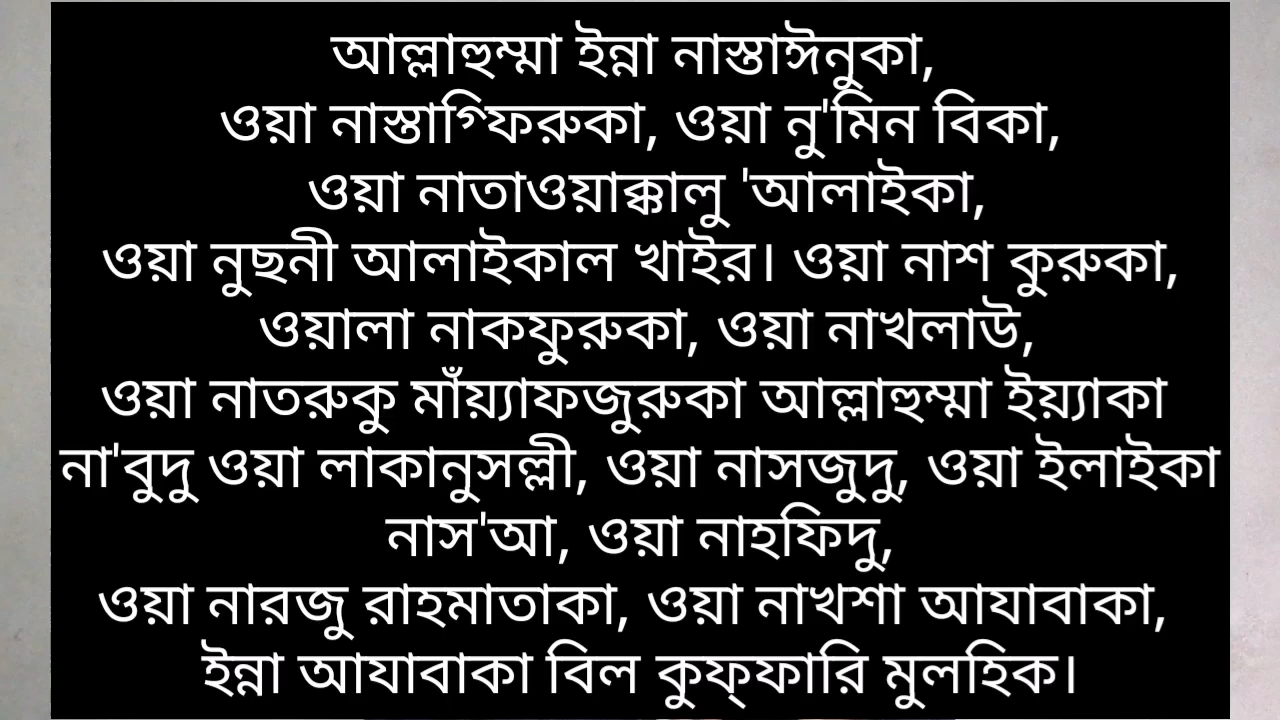 আল্লাহুম্মা ইন্না নাস্তাঈনুকা,
ওয়া নাস্তাগ্ফিরুকা, ওয়া নু'মিন বিকা,
ওয়া নাতাওয়াক্কালু 'আলাইকা,
ওয়া নুছনী আলাইকাল খাইর। ওয়া নাশ কুরুকা,
ওয়ালা নাকফুরুকা, ওয়া নাখলাউ,
ওয়া নাতরুকু মাঁয়্যাফজুরুকা আল্লাহুম্মা ইয়্যাকা
না'বুদু ওয়া লাকানুসল্লী, ওয়া নাসজুদু, ওয়া ইলাইকা
নাস'আ, ওয়া নাহফিদু,
ওয়া নারজু রাহমাতাকা, ওয়া নাখশা আযাবাকা,
ইন্না আযাবাকা বিল কুফ্ফারি মুলহিক।